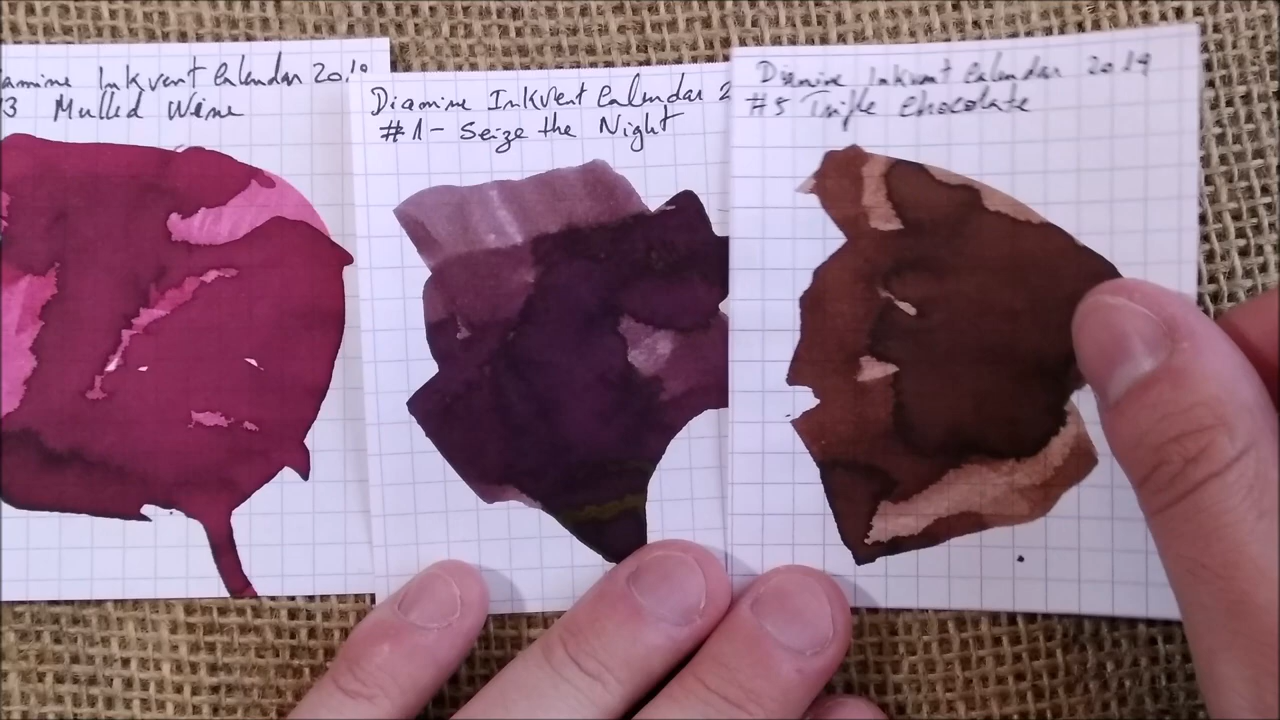 amine Inkvent Calendar 2019
3 Mulled Wine
Diamine Inkvent Calendar 2
#1 - Seize the Night
Diamine Inkvent Calendar 2019
#5 Triple Chocolate